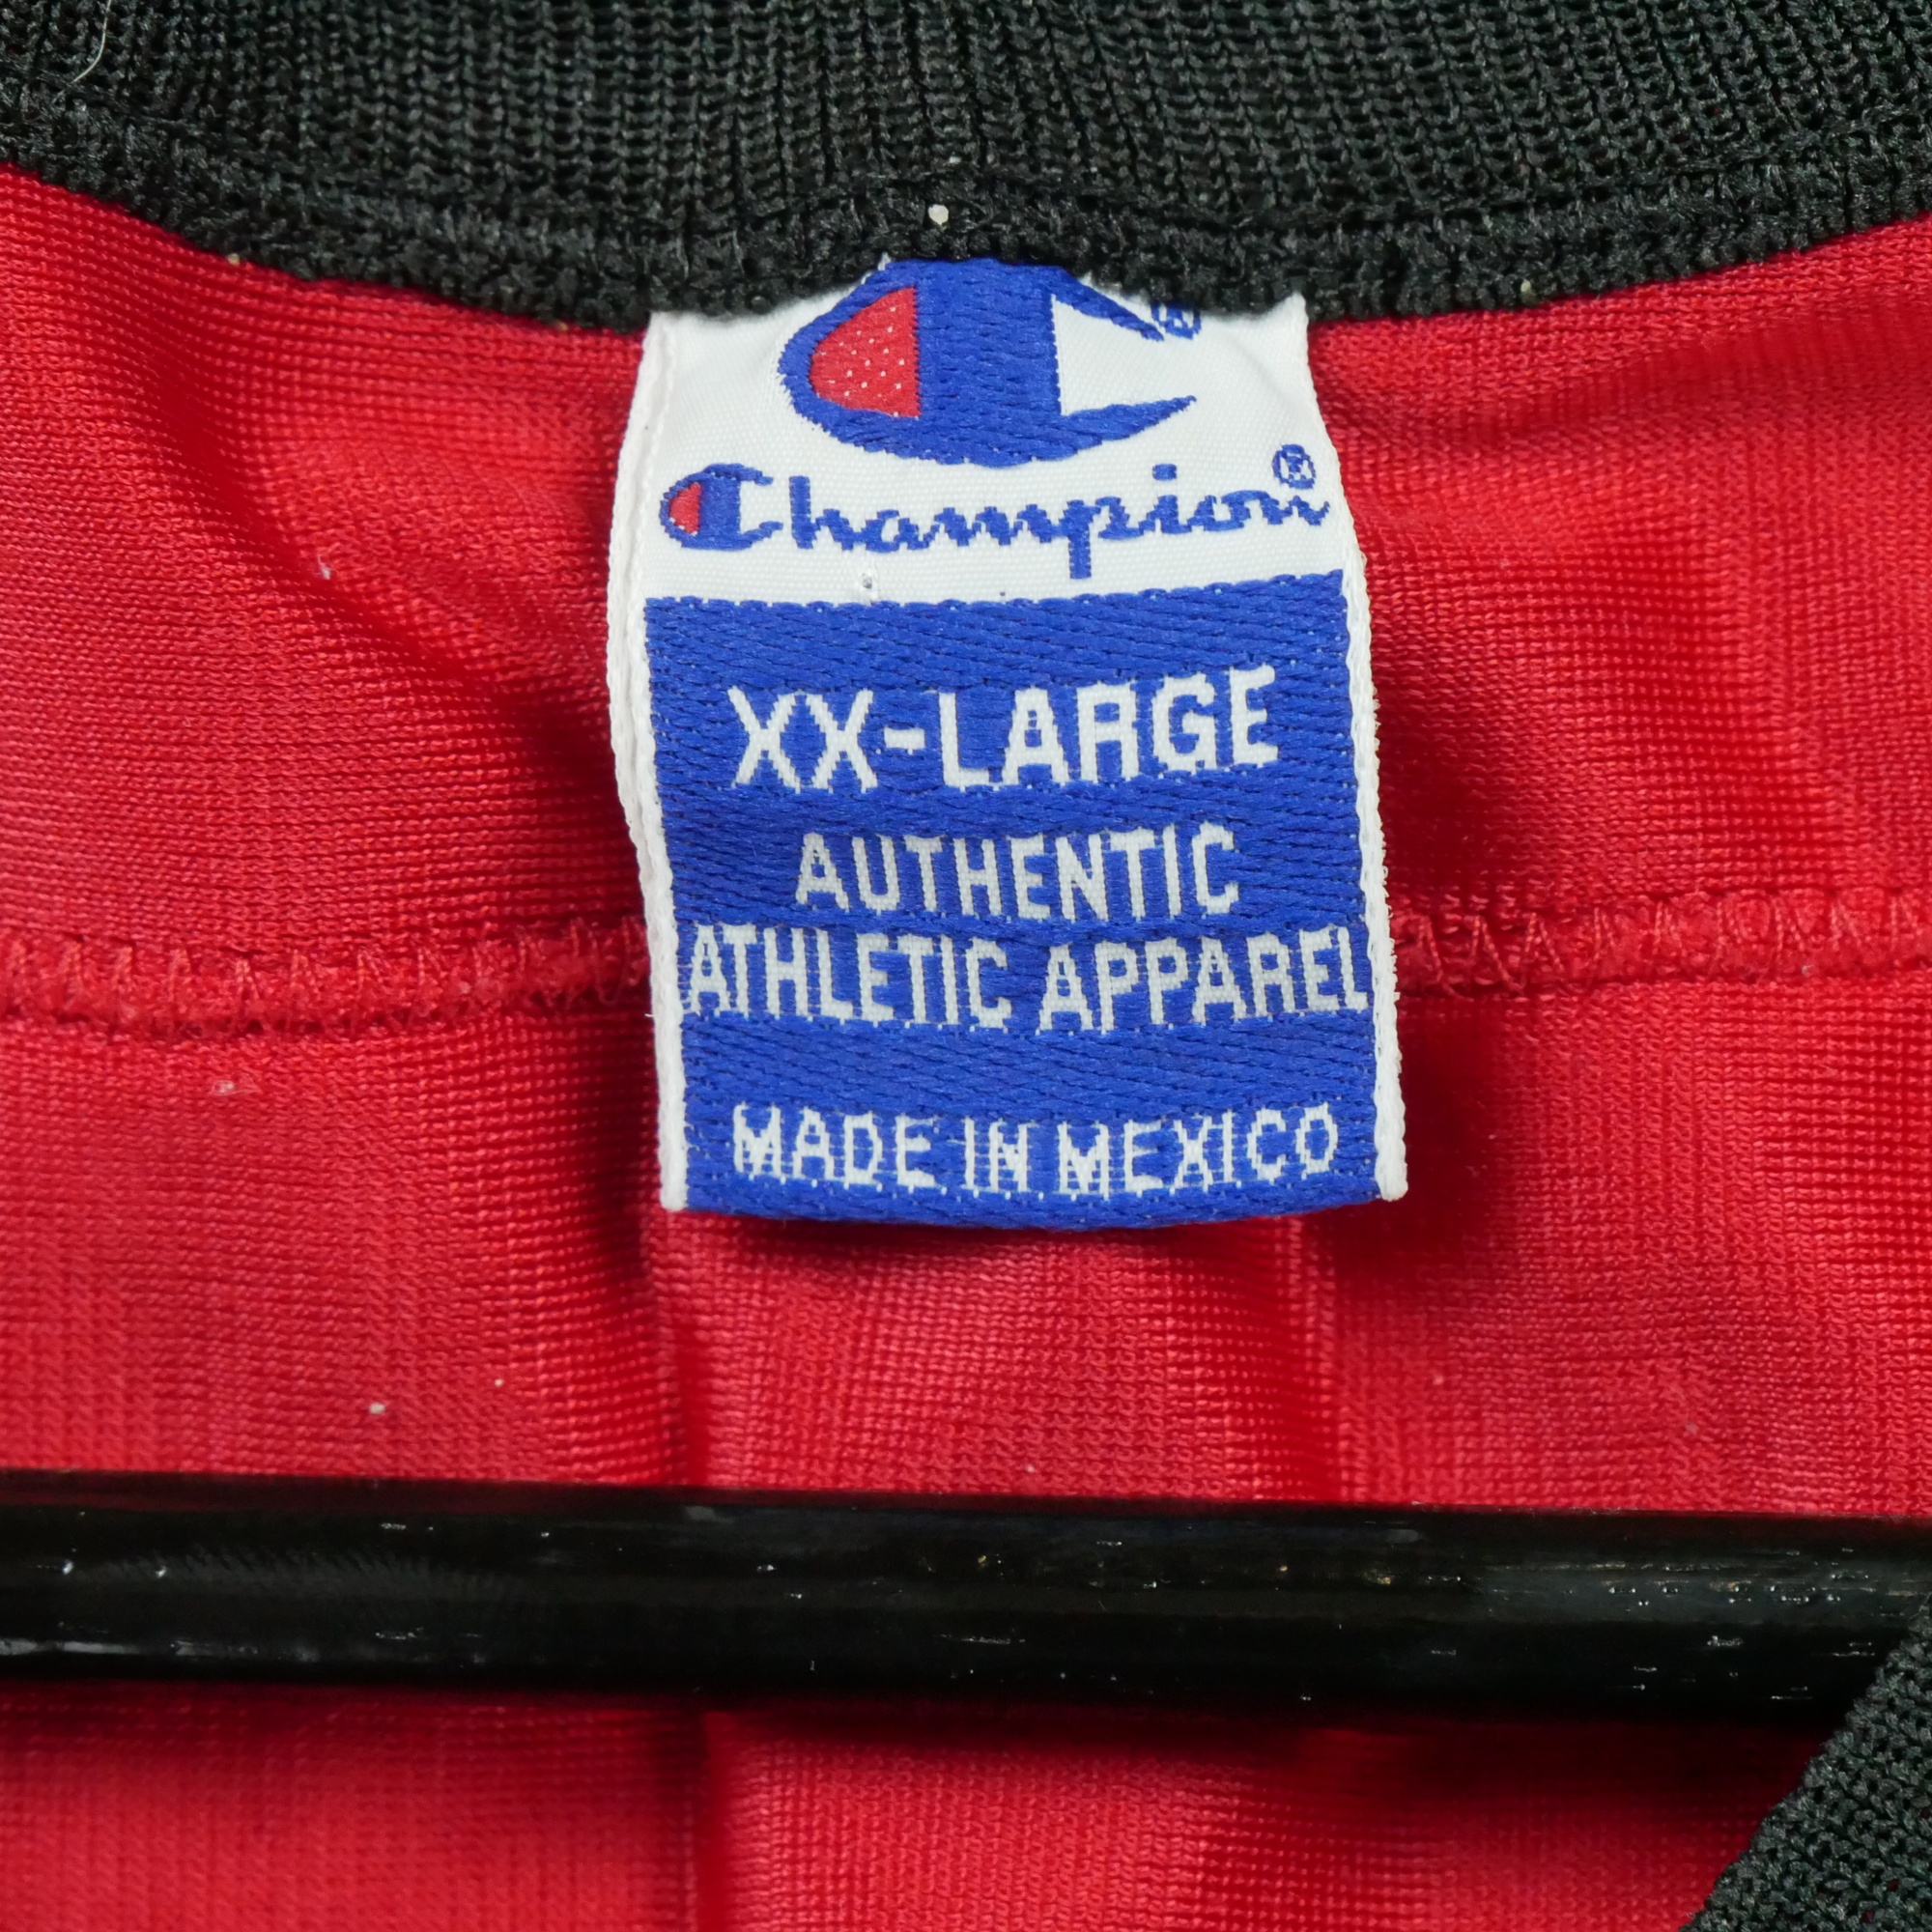 ®
Champion®
XX-LARGE
AUTHENTIC
ATHLETIC APPAREL
MADE IN MEXICO